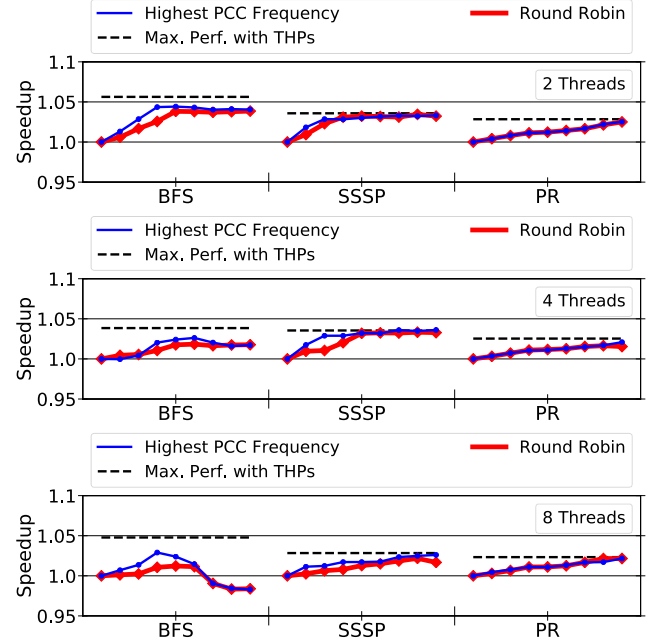 Highest PCC Frequency
Round Robin
Max. Perf. with THPs
1.1
2 Threads
1.05
1.0
0.95
Speedup
BFS SSSP PR
Highest PCC Frequency
Round Robin
Max. Perf. with THPs
1.1
4 Threads
1.05
1.0
0.95
Speedup
BFS SSSP PR
Highest PCC Frequency
Round Robin
Max. Perf. with THPs
1.1
8 Threads
1.05
1.0
0.95
Speedup
BFS SSSP PR